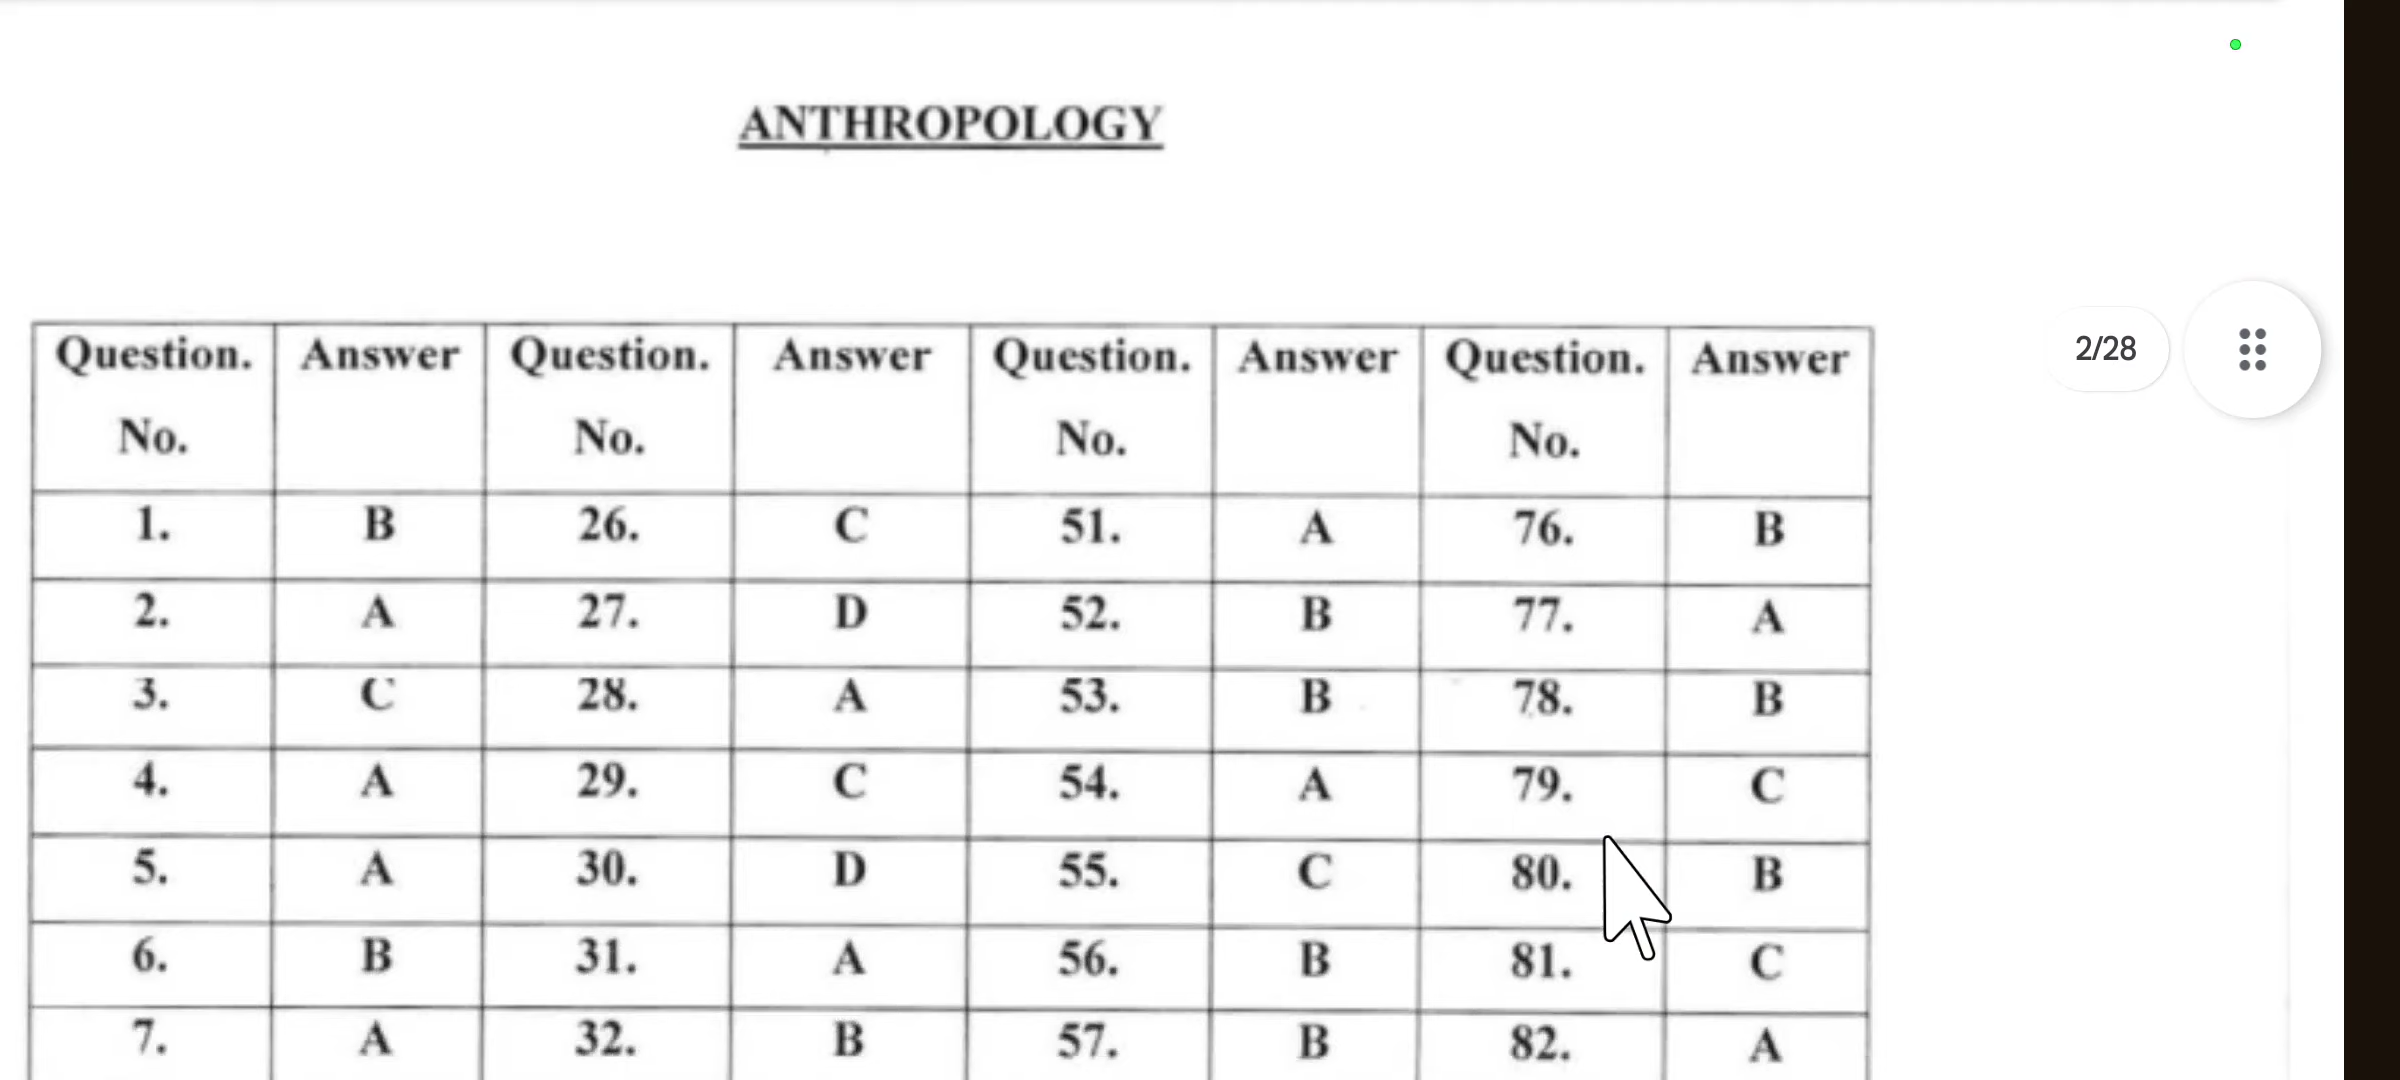 ANTHROPOLOGY
2/28
Question. No. Answer Question. No. Answer Question. No. Answer Question. No. Answer
1. B 26. C 51. A 76. B
2. A 27. D 52. B 77. A
3. C 28. A 53. B 78. B
4. A 29. C 54. A 79. C
5. A 30. D 55. C 80. B
6. B 31. A 56. B 81. C
7. A 32. B 57. B 82. A